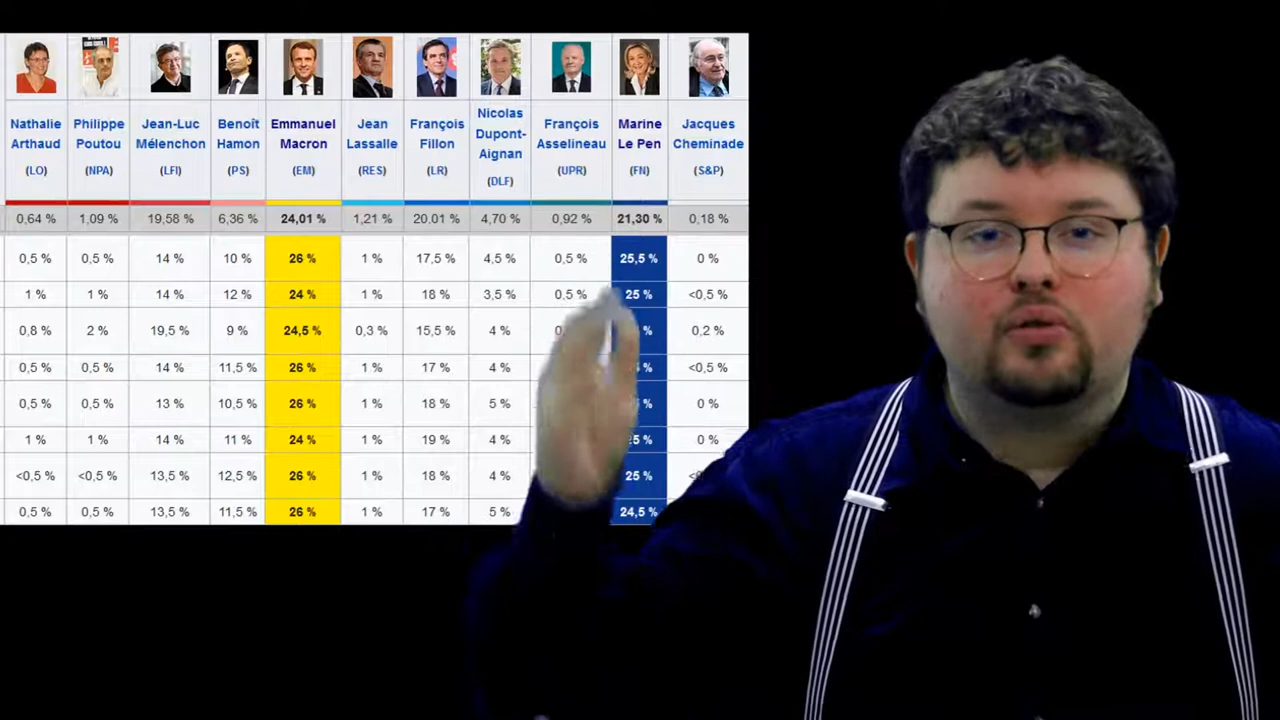 Nathalie Arthaud (LO) Philippe Poutou (NPA) Jean-Luc Mélenchon (LFI) Benoît Hamon (PS) Emmanuel Macron (EM) Jean Lassalle (RES) François Fillon (LR) Nicolas Dupont-Aignan (DLF) François Asselineau (UPR) Marine Le Pen (FN) Jacques Cheminade (S&P)
0,64 % 1,09 % 19,58 % 6,36 % 24,01 % 1,21 % 20.01 % 4,70 % 0,92 % 21,30 % 0,18 %
0,5 % 0,5 % 14 % 10 % 26 % 1 % 17,5 % 4,5 % 0,5 % 25,5 % 0 %
1 % 1 % 14 % 12 % 24 % 1 % 18 % 3,5 % 0,5 % 25 % <0,5 %
0,8 % 2 % 19,5 % 9 % 24,5 % 0,3 % 15,5 % 4 % % 0,2 %
0,5 % 0,5 % 14 % 11,5 % 26 % 1 % 17 % 4 % % <0,5 %
0,5 % 0,5 % 13 % 10,5 % 26 % 1 % 18 % 5 % % 0 %
1 % 1 % 14 % 11 % 24 % 1 % 19 % 4 % 5 % 0 %
<0,5 % <0,5 % 13,5 % 12,5 % 26 % 1 % 18 % 4 % 25 %
0,5 % 0,5 % 13,5 % 11,5 % 26 % 1 % 17 % 5 % 24,5 % 0 %